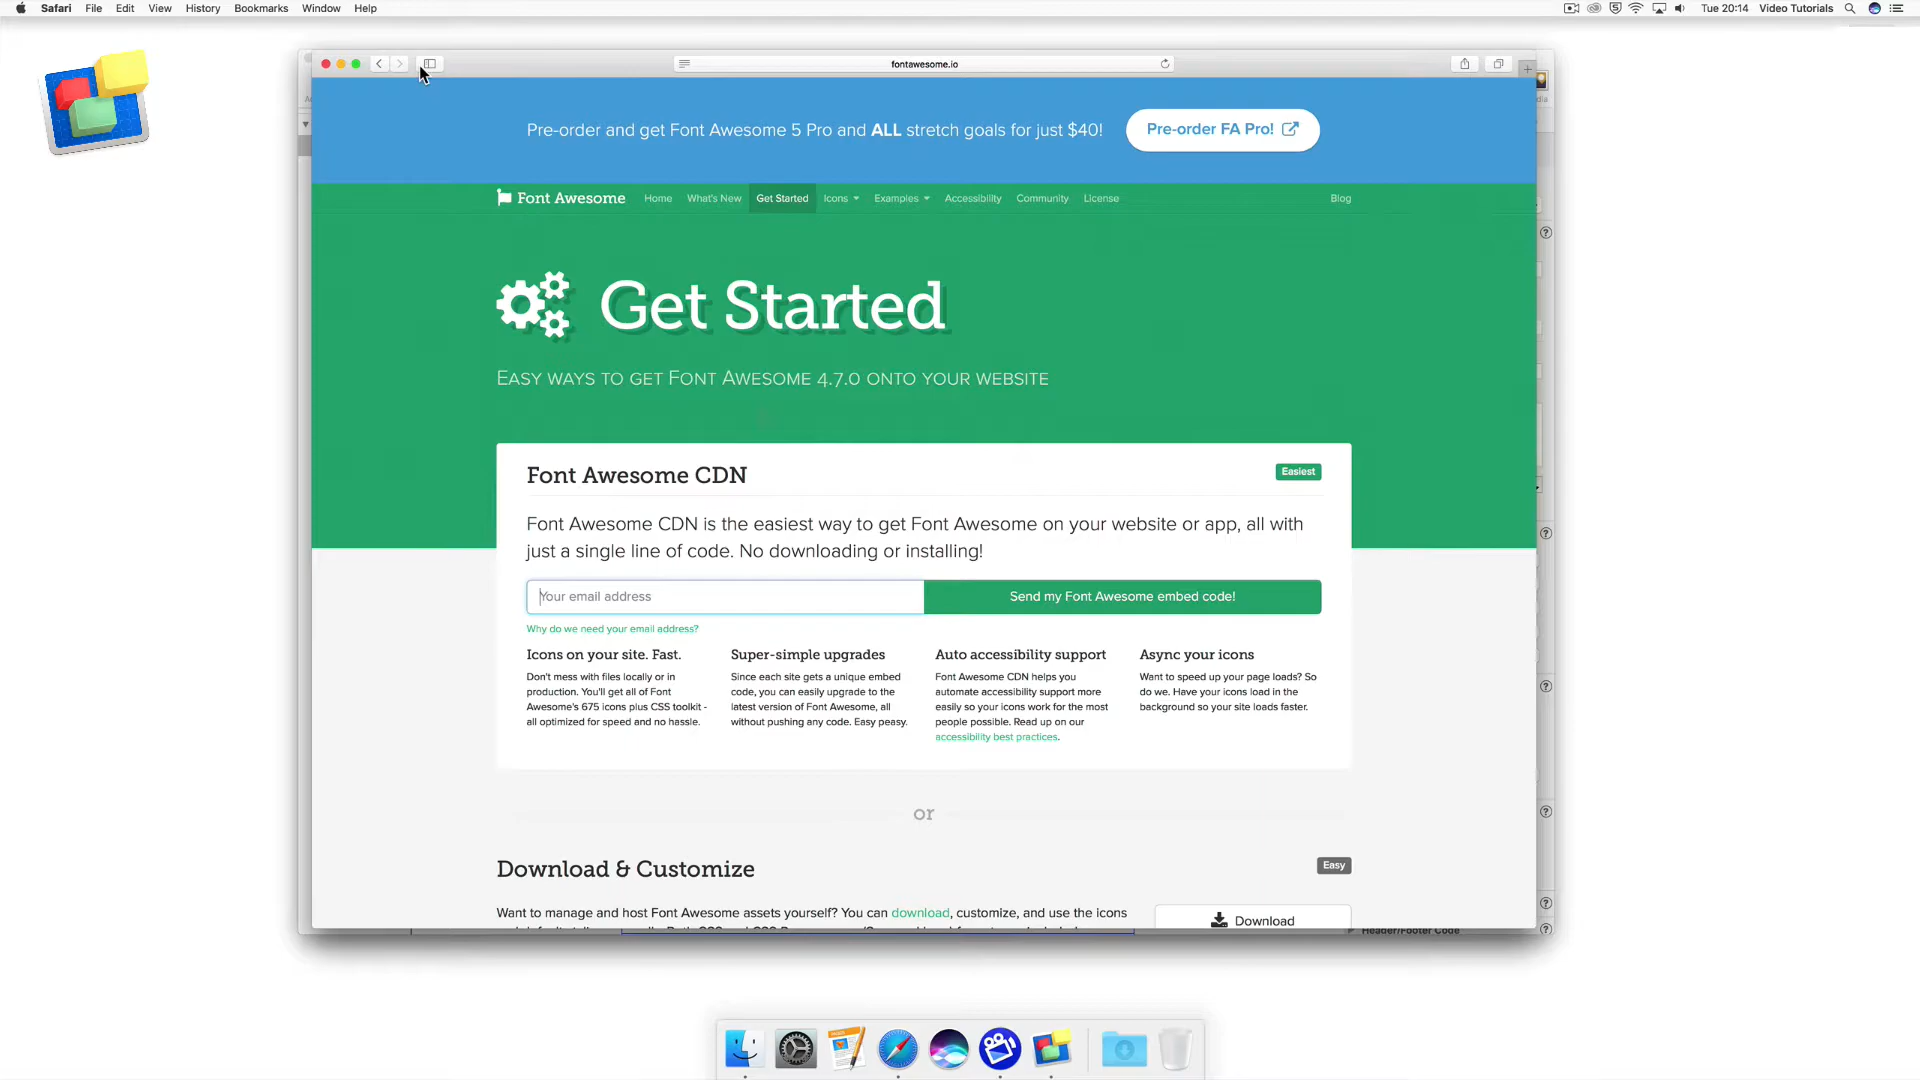 Safari File Edit View History Bookmarks Window Help
Tue 20:14 Video Tutorials
fontawesome.io
Pre-order and get Font Awesome 5 Pro and ALL stretch goals for just $40!
Pre-order FA Pro!
Font Awesome Home What's New Get Started Icons Examples Accessibility Community License Blog
Get Started
EASY WAYS TO GET FONT AWESOME 4.7.0 ONTO YOUR WEBSITE
Font Awesome CDN
Easiest
Font Awesome CDN is the easiest way to get Font Awesome on your website or app, all with
just a single line of code. No downloading or installing!
Your email address
Send my Font Awesome embed code!
Why do we need your email address?
Icons on your site. Fast.
Don't mess with files locally or in
production. You'll get all of Font
Awesome's 675 icons plus CSS toolkit -
all optimized for speed and no hassle.
Super-simple upgrades
Since each site gets a unique embed
code, you can easily upgrade to the
latest version of Font Awesome, all
without pushing any code. Easy peasy.
Auto accessibility support
Font Awesome CDN helps you
automate accessibility support more
easily so your icons work for the most
people possible. Read up on our
accessibility best practices.
Async your icons
Want to speed up your page loads? So
do we. Have your icons load in the
background so your site loads faster.
or
Download & Customize
Easy
Want to manage and host Font Awesome assets yourself? You can download, customize, and use the icons
Download
Header/Footer Code